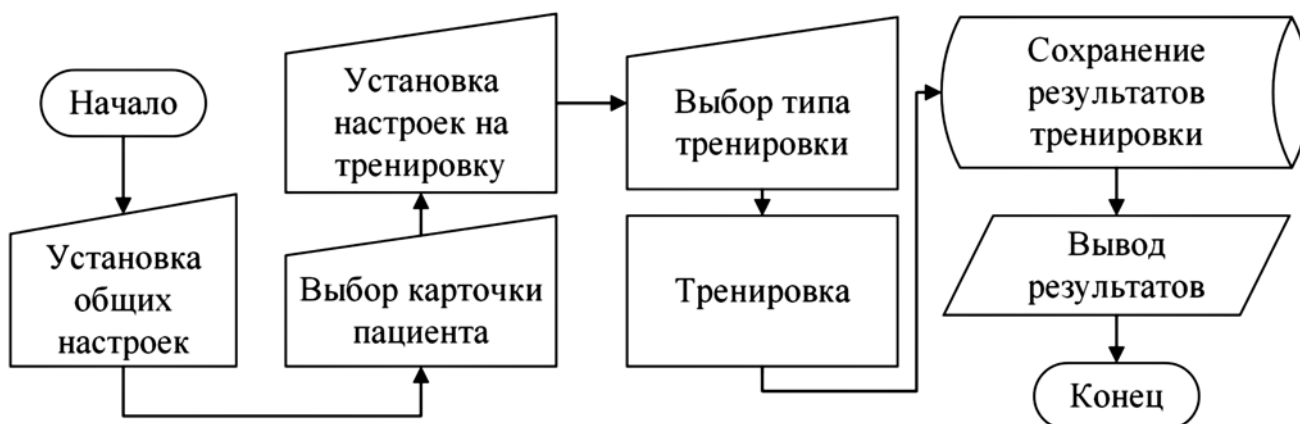 Начало
Установка
общих
настроек
Выбор карточки
пациента
Установка
настроек на
тренировку
Выбор типа
тренировки
Тренировка
Сохранение
результатов
тренировки
Вывод
результатов
Конец